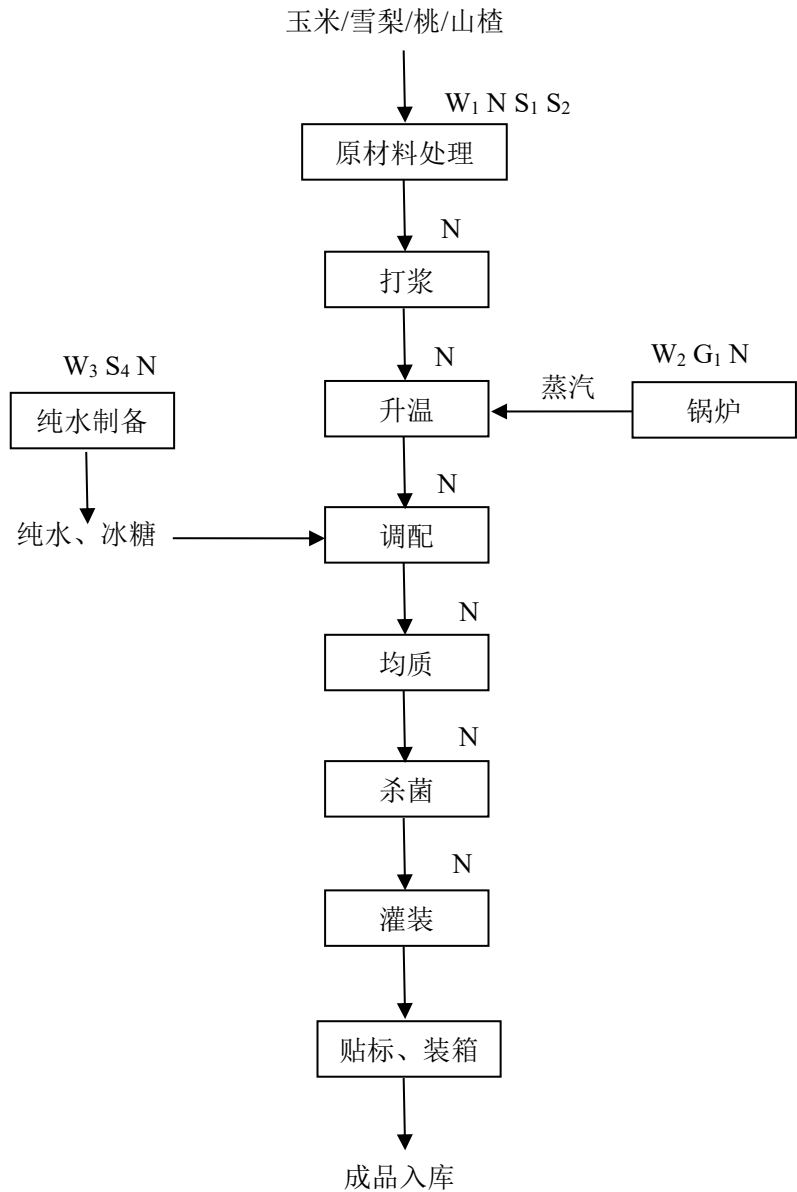 玉米/雪梨/桃/山楂
W₁ N S₁ S₂
原材料处理
N
打浆
N
升温
蒸汽
W₂ G₁ N
锅炉
W₃ S₄ N
纯水制备
纯水、冰糖
N
调配
N
均质
N
杀菌
N
灌装
贴标、装箱
成品入库